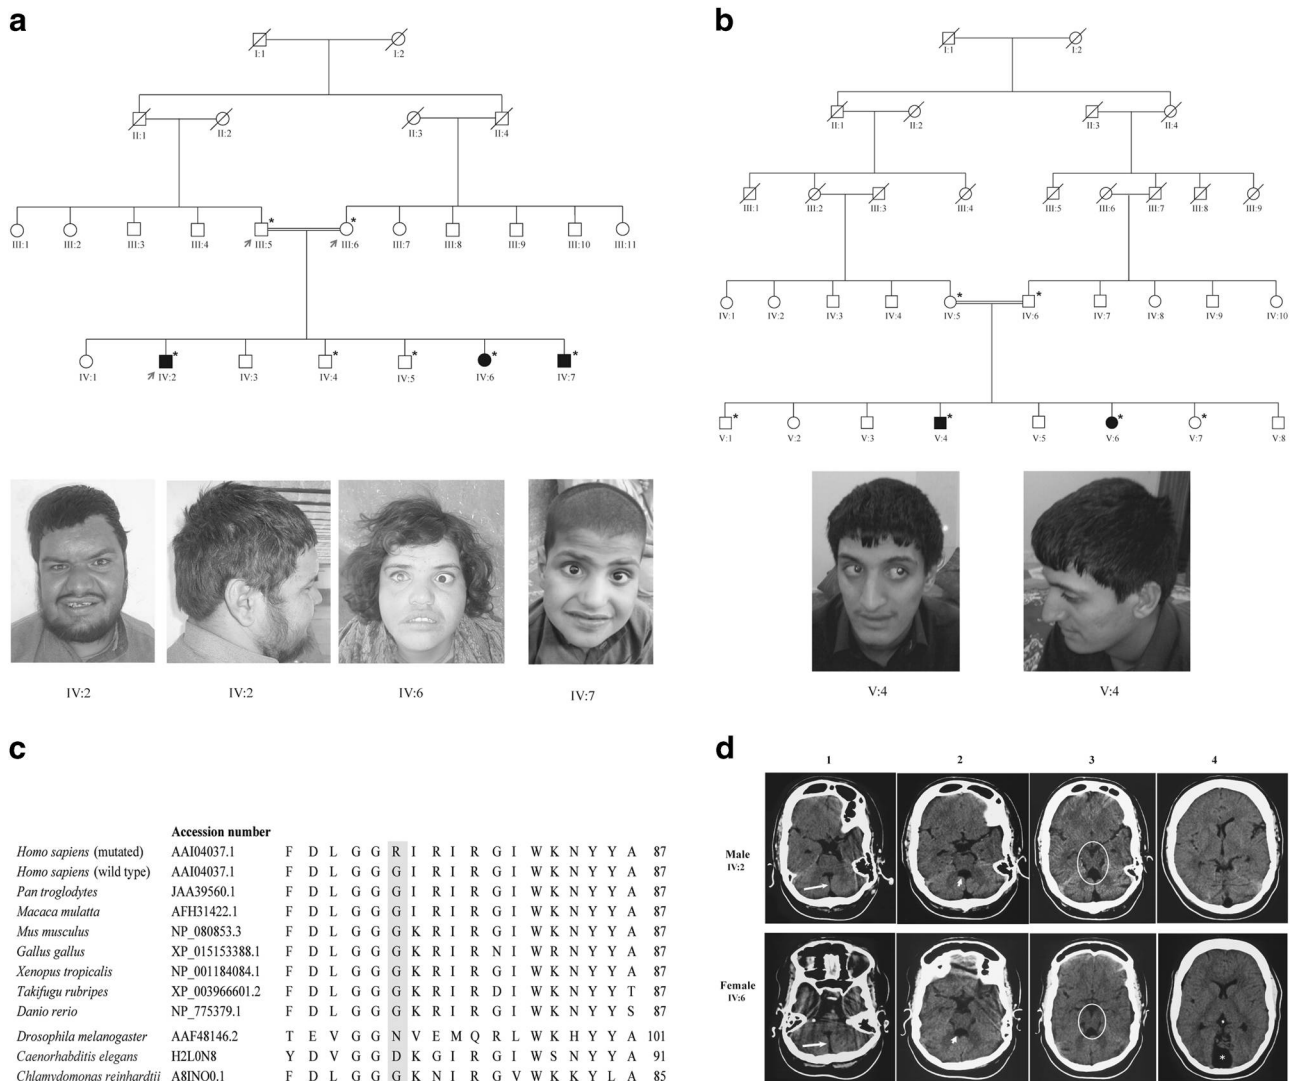 a
I:1 I:2
II:1 II:2 II:3 II:4
III:1 III:2 III:3 III:4 III:5 * III:6 * III:7 III:8 III:9 III:10 III:11
IV:1 IV:2 * IV:3 IV:4 * IV:5 * IV:6 * IV:7 *
IV:2 IV:2 IV:6 IV:7
b
I:1 I:2
II:1 II:2 II:3 II:4
III:1 III:2 III:3 III:4 III:5 III:6 III:7 III:8 III:9
IV:1 IV:2 IV:3 IV:4 IV:5 * IV:6 * IV:7 IV:8 IV:9 IV:10
V:1 * V:2 V:3 V:4 * V:5 V:6 * V:7 * V:8
V:4 V:4
c
Accession number
Homo sapiens (mutated) AAI04037.1 F D L G G R I R I R G I W K N Y Y A 87
Homo sapiens (wild type) AAI04037.1 F D L G G G I R I R G I W K N Y Y A 87
Pan troglodytes JAA39560.1 F D L G G G I R I R G I W K N Y Y A 87
Macaca mulatta AFH31422.1 F D L G G G I R I R G I W K N Y Y A 87
Mus musculus NP_080853.3 F D L G G G K R I R G I W K N Y Y A 87
Gallus gallus XP_015153388.1 F D L G G G K R I R N I W R N Y Y A 87
Xenopus tropicalis NP_001184084.1 F D L G G G K R I R G I W K N Y Y A 87
Takifugu rubripes XP_003966601.2 F D L G G G K R I R D I W K N Y Y T 87
Danio rerio NP_775379.1 F D L G G G K R I R G I W K N Y Y S 87
Drosophila melanogaster AAF48146.2 T E V G G N V E M Q R L W K H Y Y A 101
Caenorhabditis elegans H2L0N8 Y D V G G D K G I R G I W S N Y Y A 91
Chlamydomonas reinhardtii A8INO0.1 F D L G G G K N I R G V W K K Y L A 85
d
1 2 3 4
Male
IV:2
Female
IV:6
*
*